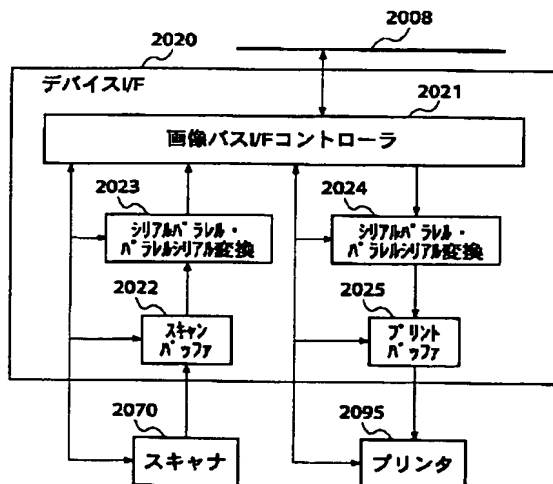 2008
2020
デバイスI/F
2021
画像バスI/Fコントローラ
2023
シリアルパラレル・
パラレルシリアル変換
2024
シリアルパラレル・
パラレルシリアル変換
2022
スキャン
バッファ
2025
プリント
バッファ
2070
スキャナ
2095
プリンタ